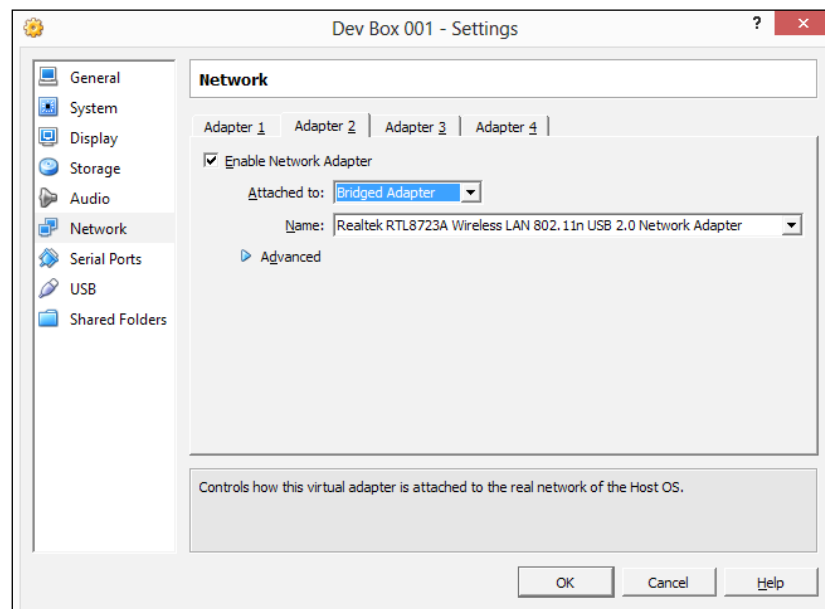 Dev Box 001 - Settings
?
General
System
Display
Storage
Audio
Network
Serial Ports
USB
Shared Folders
Network
Adapter 1 Adapter 2 Adapter 3 Adapter 4
Enable Network Adapter
Attached to: Bridged Adapter
Name: Realtek RTL8723A Wireless LAN 802.11n USB 2.0 Network Adapter
Advanced
Controls how this virtual adapter is attached to the real network of the Host OS.
OK Cancel Help